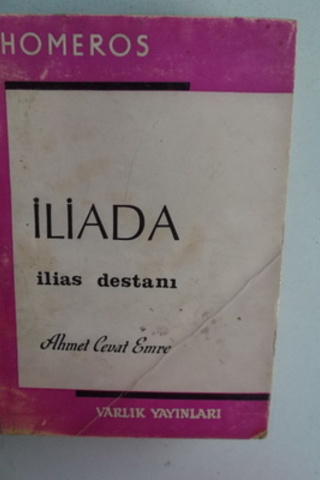 HOMEROS
İLİADA
ilias destanı
Ahmet Cevat Emre
VARLIK YAYINLARI